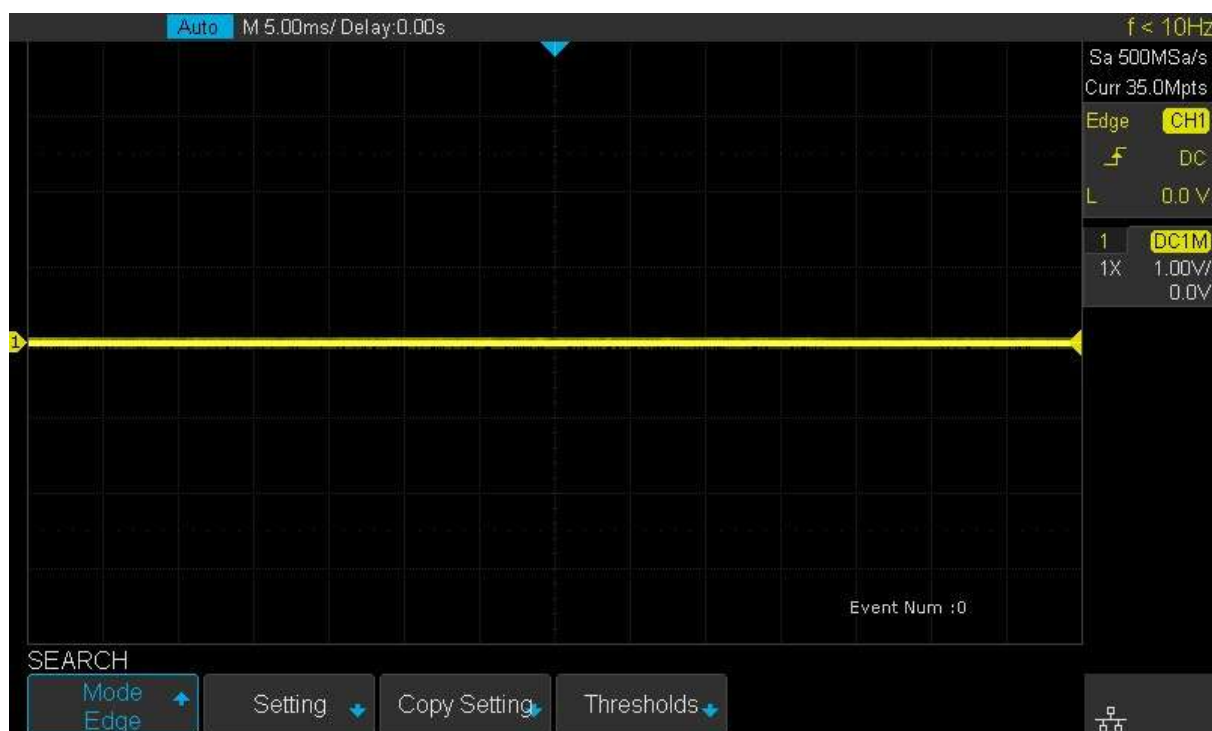 Auto M 5.00ms/ Delay:0.00s f < 10Hz
Sa 500MSa/s
Curr 35.0Mpts
Edge CH1
DC
L 0.0 V
1 DC1M
1X 1.00V/
0.0V
1
Event Num :0
SEARCH
Mode Setting Copy Setting Thresholds
Edge